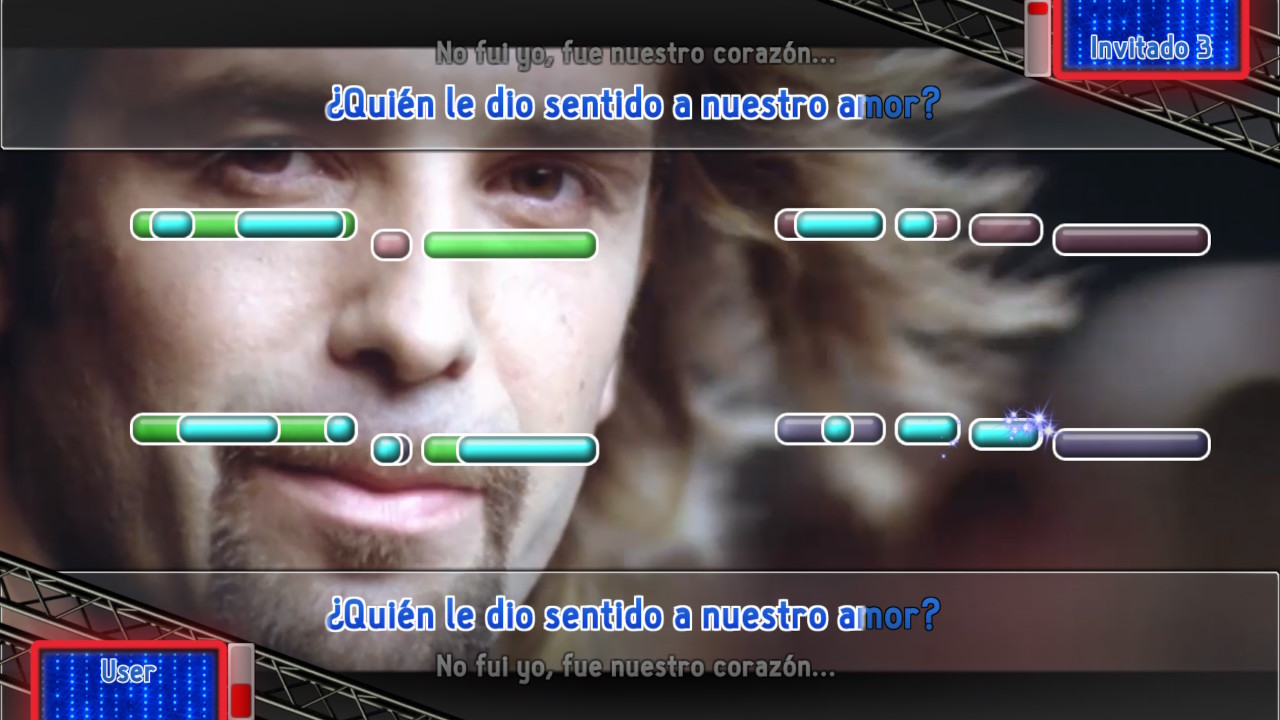 No fui yo, fue nuestro corazón...
Invitado 3
¿Quién le dio sentido a nuestro amor?
¿Quién le dio sentido a nuestro amor?
No fui yo, fue nuestro corazón...
User